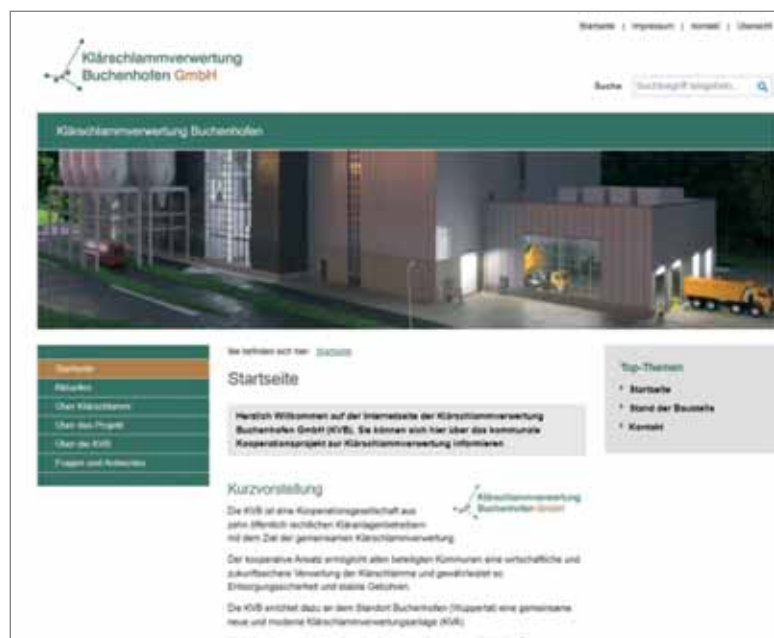 Startseite | Impressum | Kontakt | Übersicht
Klärschlammverwertung
Buchenhofen GmbH
Suche Suchbegriff eingeben...
Klärschlammverwertung Buchenhofen
Sie befinden sich hier: Startseite
Startseite
Aktuelles
Über Klärschlamm
Über das Projekt
Über die KVB
Fragen und Antworten
Startseite
Herzlich Willkommen auf der Internetseite der Klärschlammverwertung
Buchenhofen GmbH (KVB). Sie können sich hier über das kommunale
Kooperationsprojekt zur Klärschlammverwertung informieren
Kurzvorstellung
Klärschlammverwertung
Buchenhofen GmbH
Die KVB ist eine Kooperationsgesellschaft aus
zehn öffentlich rechtlichen Kläranlagenbetreibern
mit dem Ziel der gemeinsamen Klärschlammverwertung.
Der kooperative Ansatz ermöglicht allen beteiligten Kommunen eine wirtschaftliche und
zukunftssichere Verwertung der Klärschlämme und gewährleistet so
Entsorgungssicherheit und stabile Gebühren.
Die KVB errichtet dazu an dem Standort Buchenhofen (Wuppertal) eine gemeinsame
neue und moderne Klärschlammverwertungsanlage (KVA).
Top-Themen
Startseite
Stand der Baustelle
Kontakt